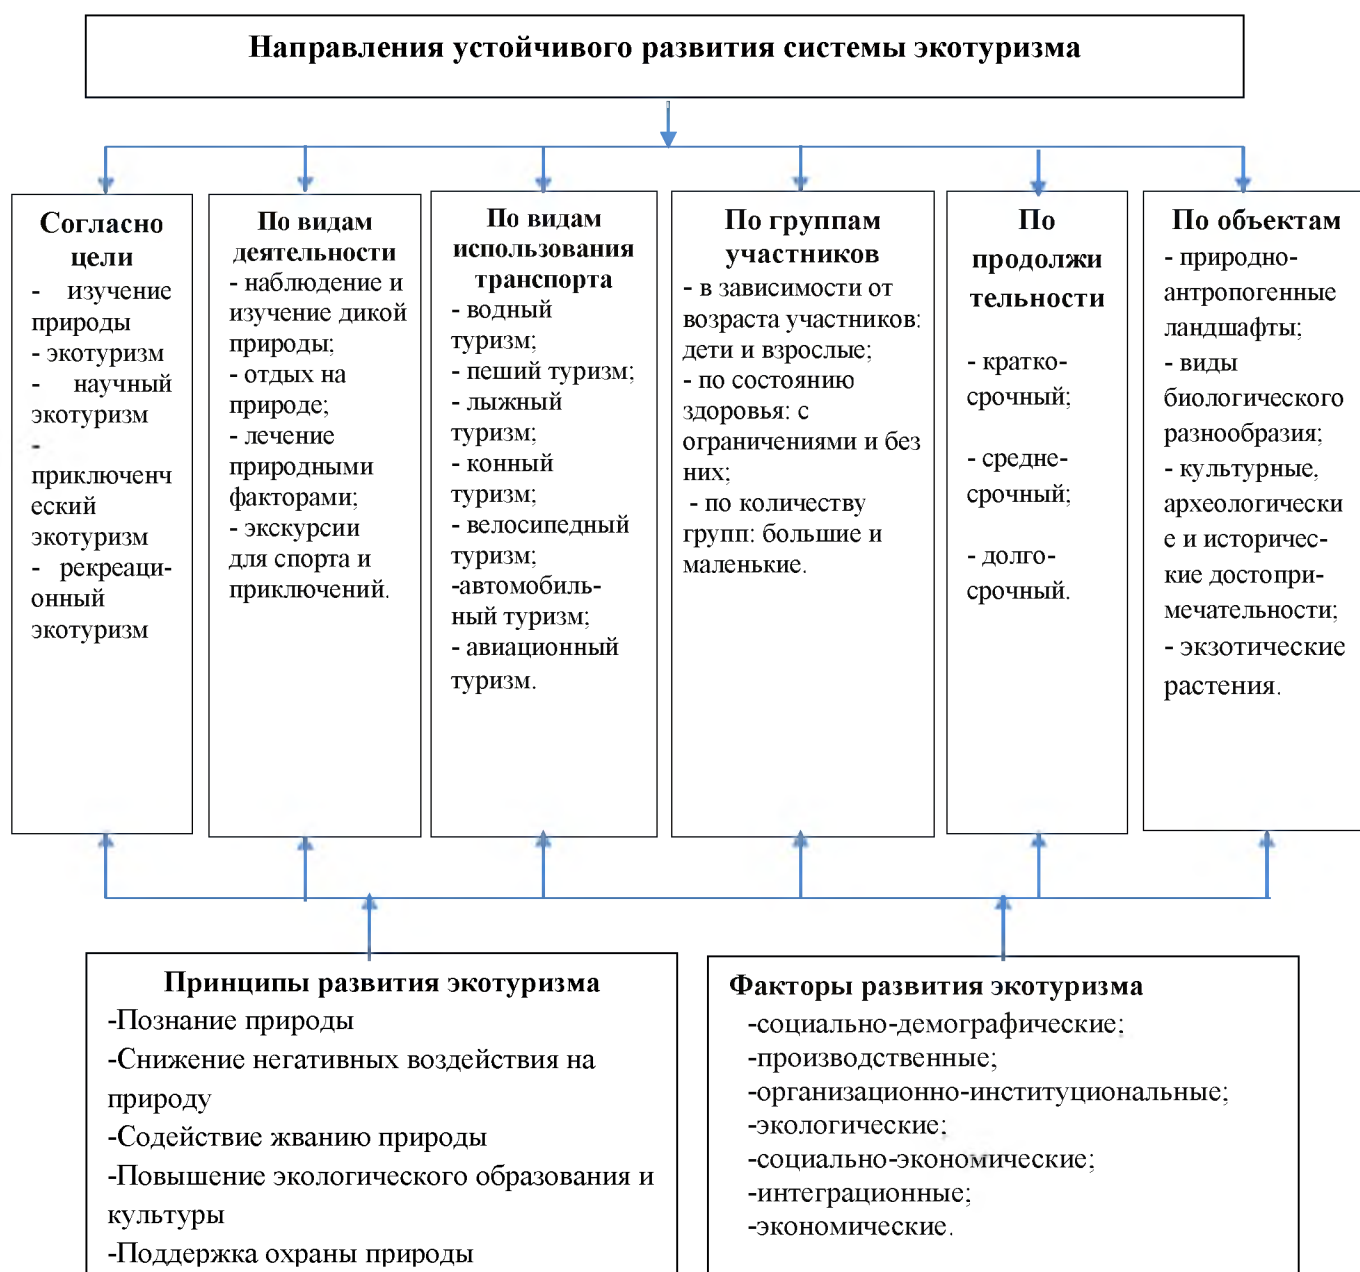 Направления устойчивого развития системы экотуризма
Согласно
цели
- изучение
природы
- экотуризм
- научный
экотуризм
-
приключенч
еский
экотуризм
- рекреаци-
онный
экотуризм
По видам
деятельности
- наблюдение и
изучение дикой
природы;
- отдых на
природе;
- лечение
природными
факторами;
- экскурсии
для спорта и
приключений.
По видам
использования
транспорта
- водный
туризм;
- пеший туризм;
- лыжный
туризм;
- конный
туризм;
- велосипедный
туризм;
-автомобиль-
ный туризм;
- авиационный
туризм.
По группам
участников
- в зависимости от
возраста участников:
дети и взрослые;
- по состоянию
здоровья: с
ограничениями и без
них;
- по количеству
групп: большие и
маленькие.
По
продолжи
тельности
- кратко-
срочный;
- средне-
срочный;
- долго-
срочный.
По объектам
- природно-
антропогенные
ландшафты;
- виды
биологического
разнообразия;
- культурные,
археологически
е и историчес-
кие достопри-
мечательности;
- экзотические
растения.
Принципы развития экотуризма
-Познание природы
-Снижение негативных воздействия на
природу
-Содействие жванию природы
-Повышение экологического образования и
культуры
-Поддержка охраны природы
Факторы развития экотуризма
-социально-демографические;
-производственные;
-организационно-институциональные;
-экологические;
-социально-экономические;
-интеграционные;
-экономические.